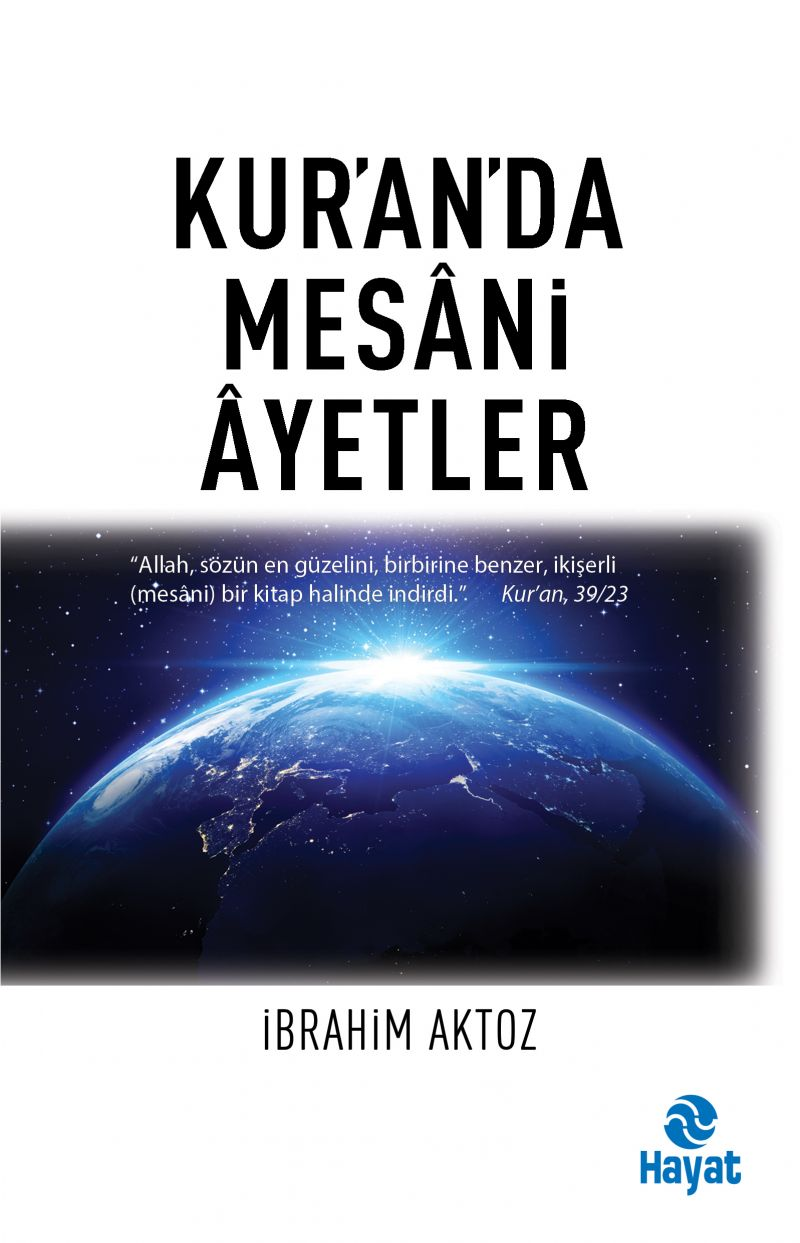 KUR'AN'DA
MESÂNİ
ÂYETLER
“Allah, sözün en güzelini, birbirine benzer, ikişerli
(mesâni) bir kitap halinde indirdi.” Kur’an, 39/23
İBRAHİM AKTOZ
Hayat